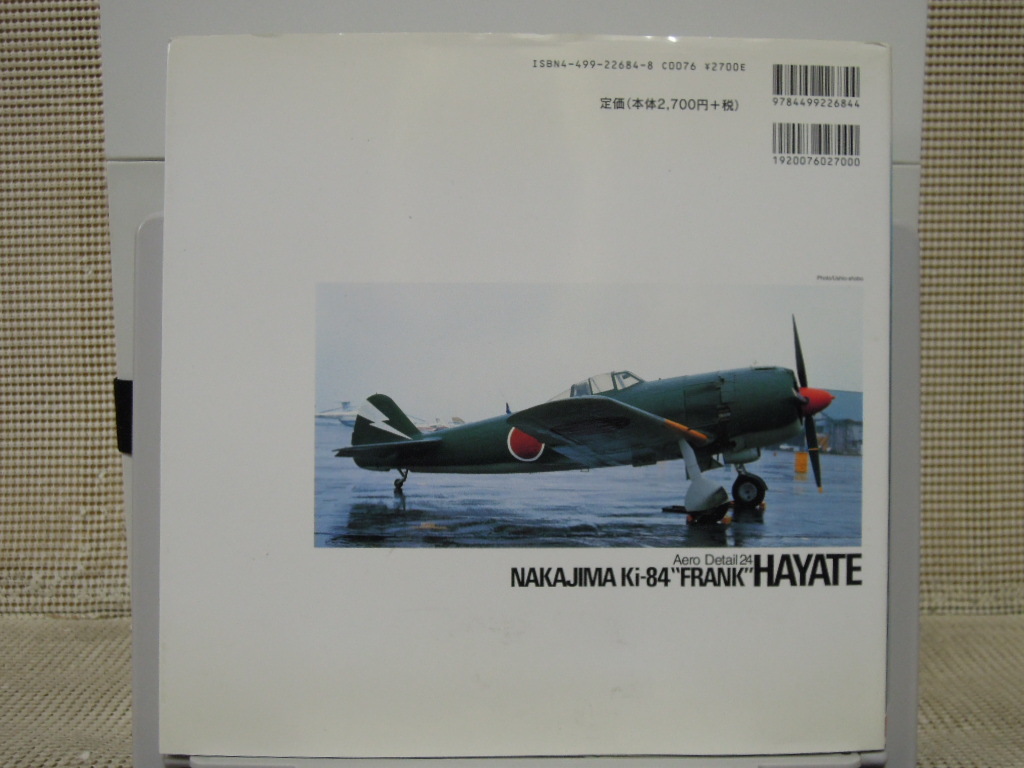 ISBN4-499-22684-8 C0076 ¥2700E
定価(本体2,700円+税)
9784499226844
1920076027000
Aero Detail 24
NAKAJIMA Ki-84 "FRANK" HAYATE